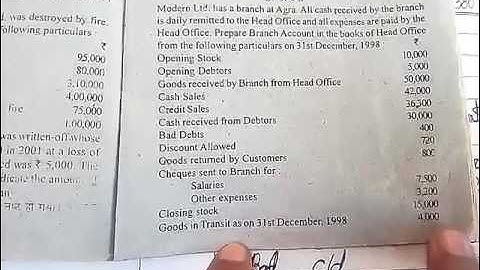 l, was destroyed by fire.
following particulars
₹
95,000
80,000
3,10,000
4,00,000
fire 75,000
1,00,000
was written-off whose
in 2001 at a loss of
ed was ₹ 5,000. The
dicate the amoun
नष्ट हो गया
Modern Ltd. has a branch at Agra. All cash received by the branch
is daily remitted to the Head Office and all expenses are paid by the
Head Office. Prepare Branch Account in the books of Head Office
from the following particulars on 31st December, 1998 ₹
Opening Stock 10,000
Opening Debtors 5,000
Goods received by Branch from Head Office 50,000
Cash Sales 42,000
Credit Sales 36,300
Cash received from Debtors 30,000
Bad Debts 400
Discount Allowed 720
Goods returned by Customers 800
Cheques sent to Branch for :
Salaries 7,500
Other expenses 3,200
Closing stock 15,000
Goods in Transit as on 31st December, 1998 4,000
c/d